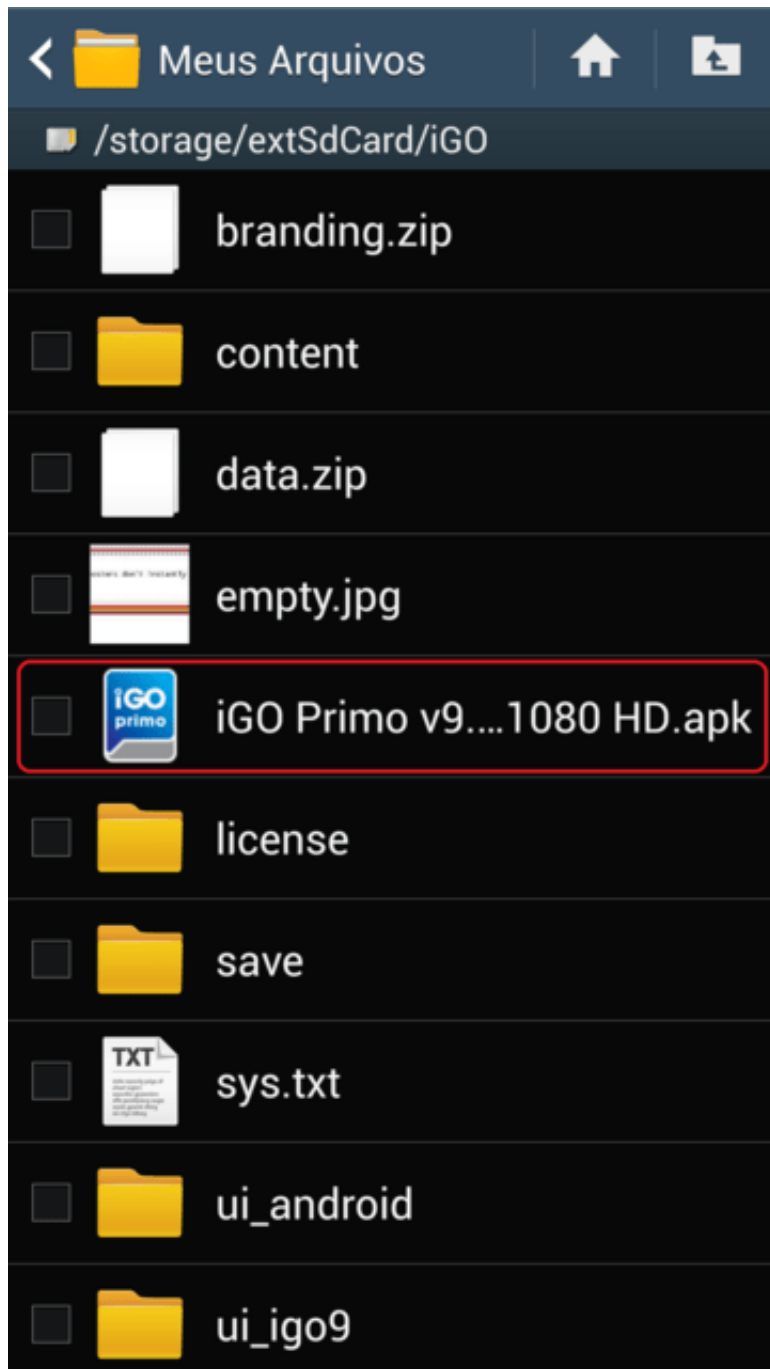 Meus Arquivos
/storage/extSdCard/iGO
branding.zip
content
data.zip
empty.jpg
iGO
primo
iGO Primo v9....1080 HD.apk
license
save
TXT
sys.txt
ui_android
ui_igo9